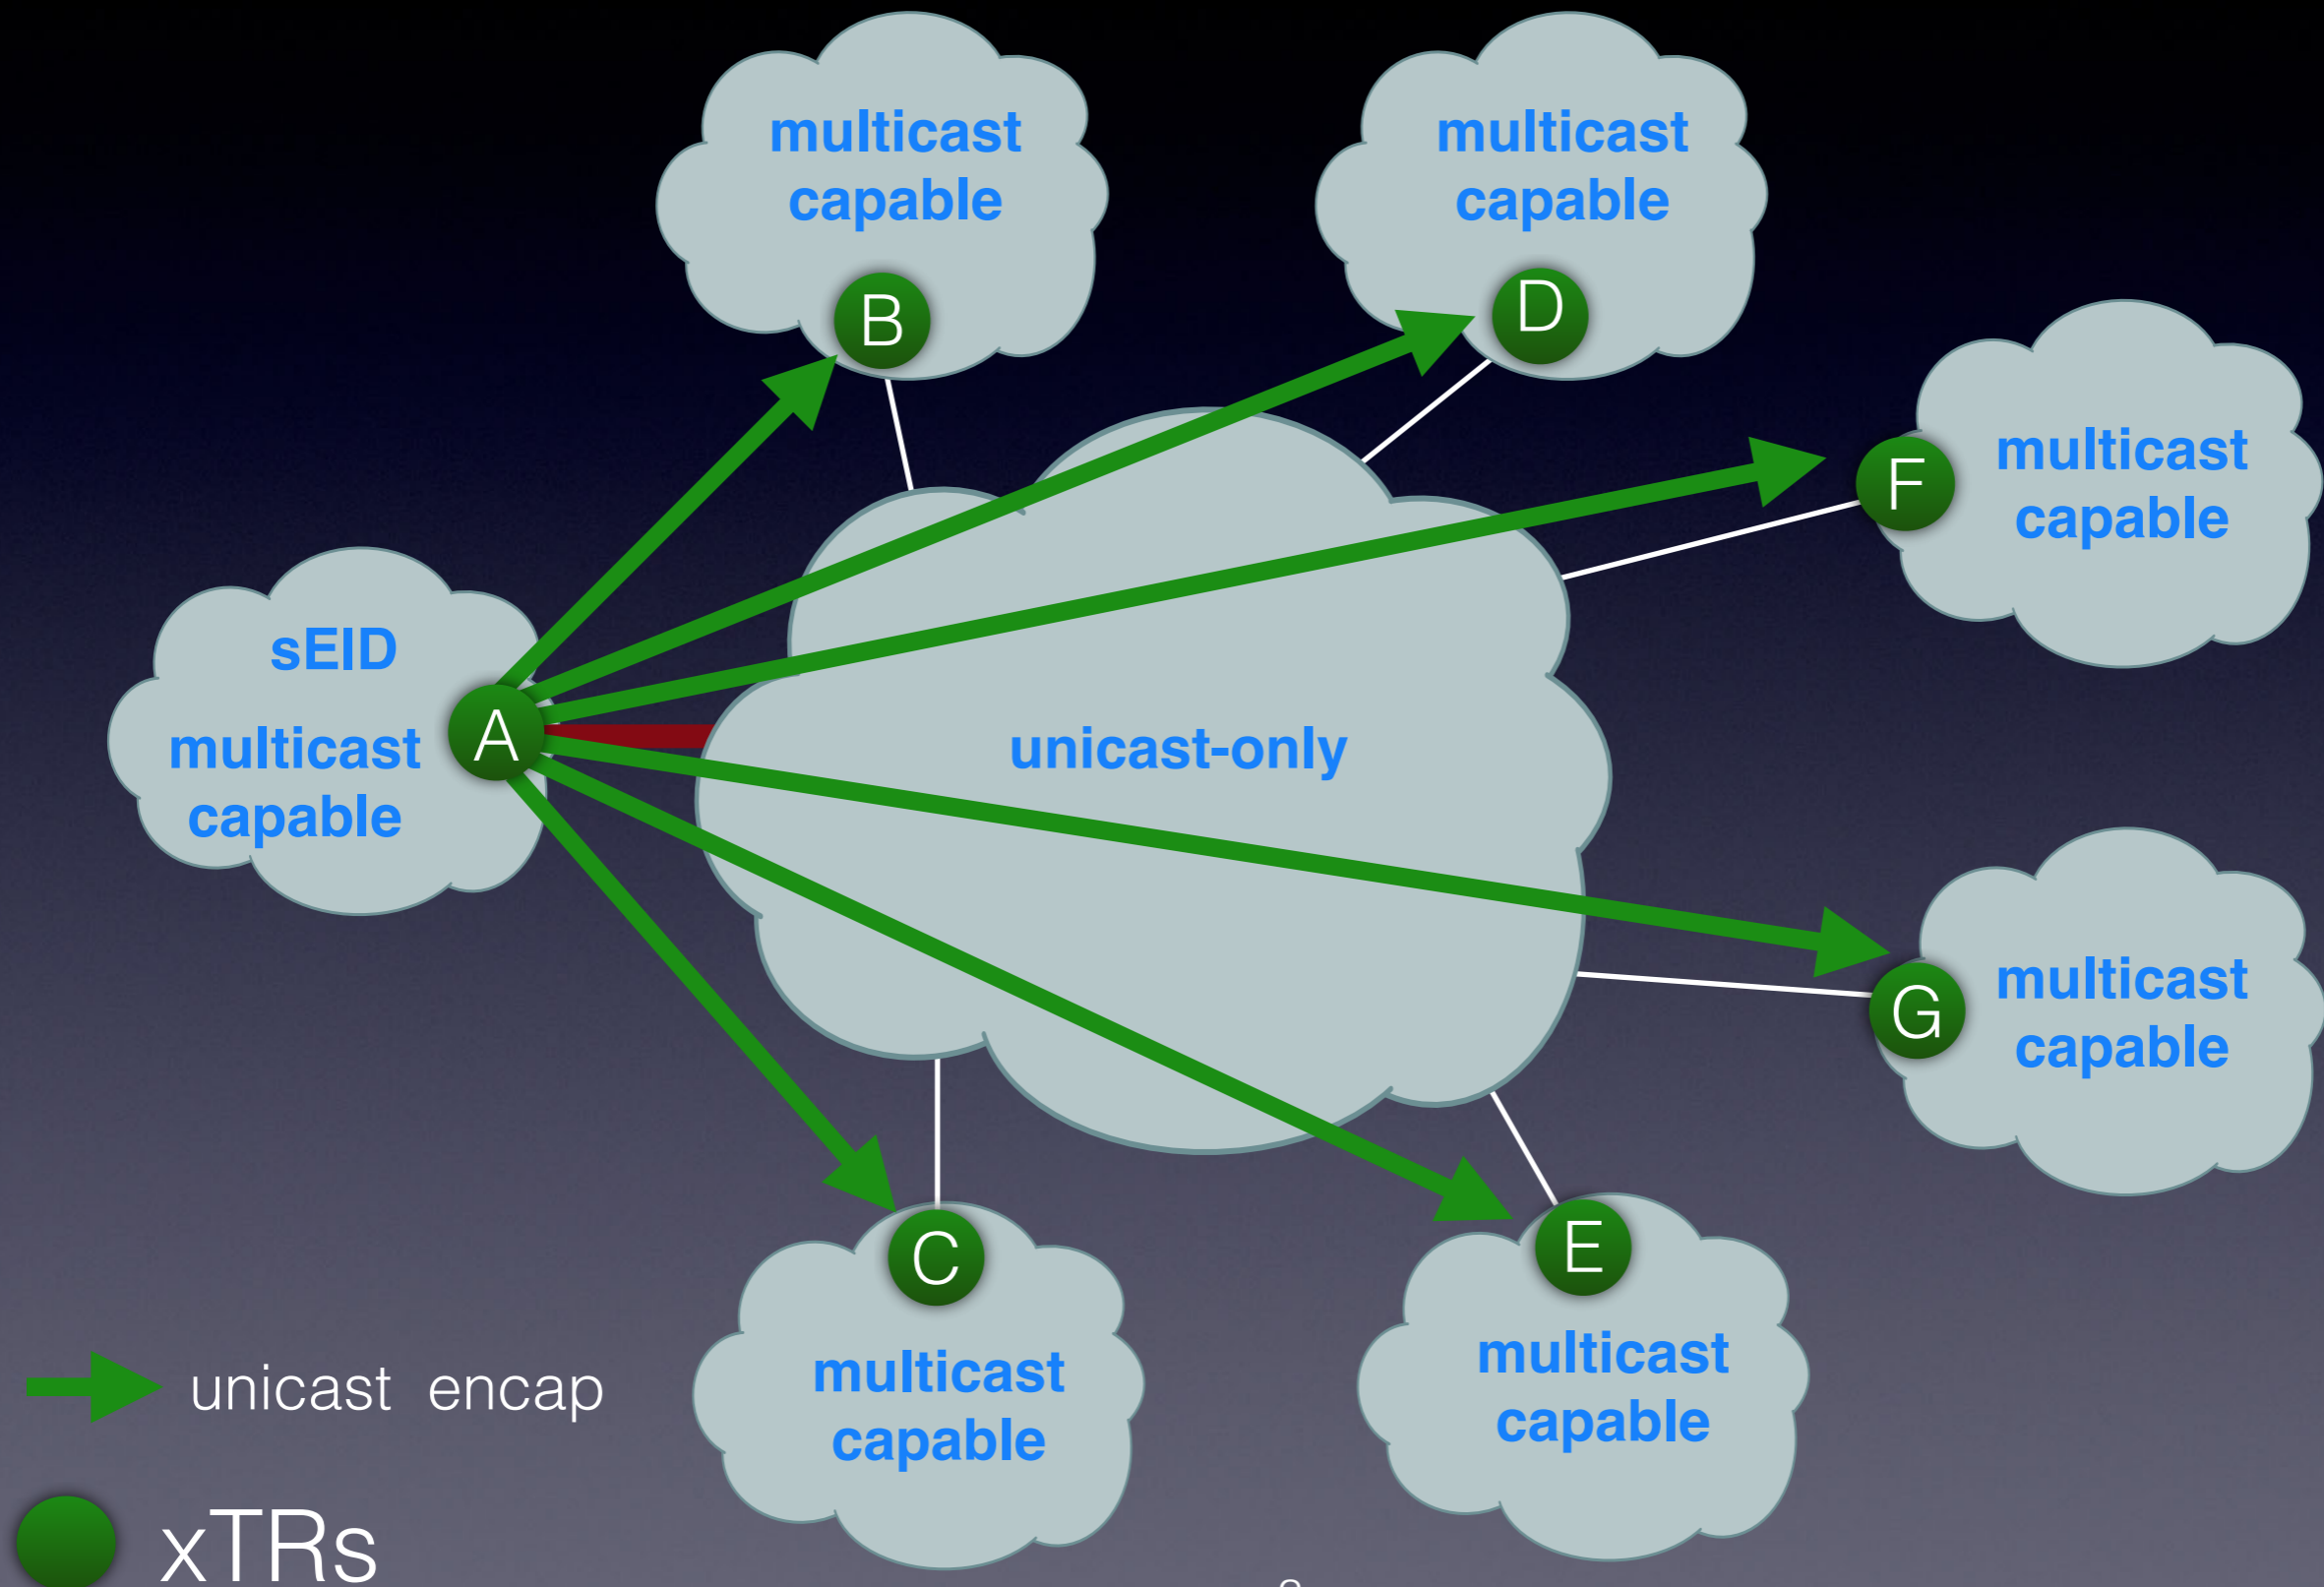 multicast
capable
multicast
capable
B
D
multicast
capable
F
sEID
multicast
capable
A
unicast-only
multicast
capable
G
C
E
multicast
capable
multicast
capable
unicast encap
xTRs